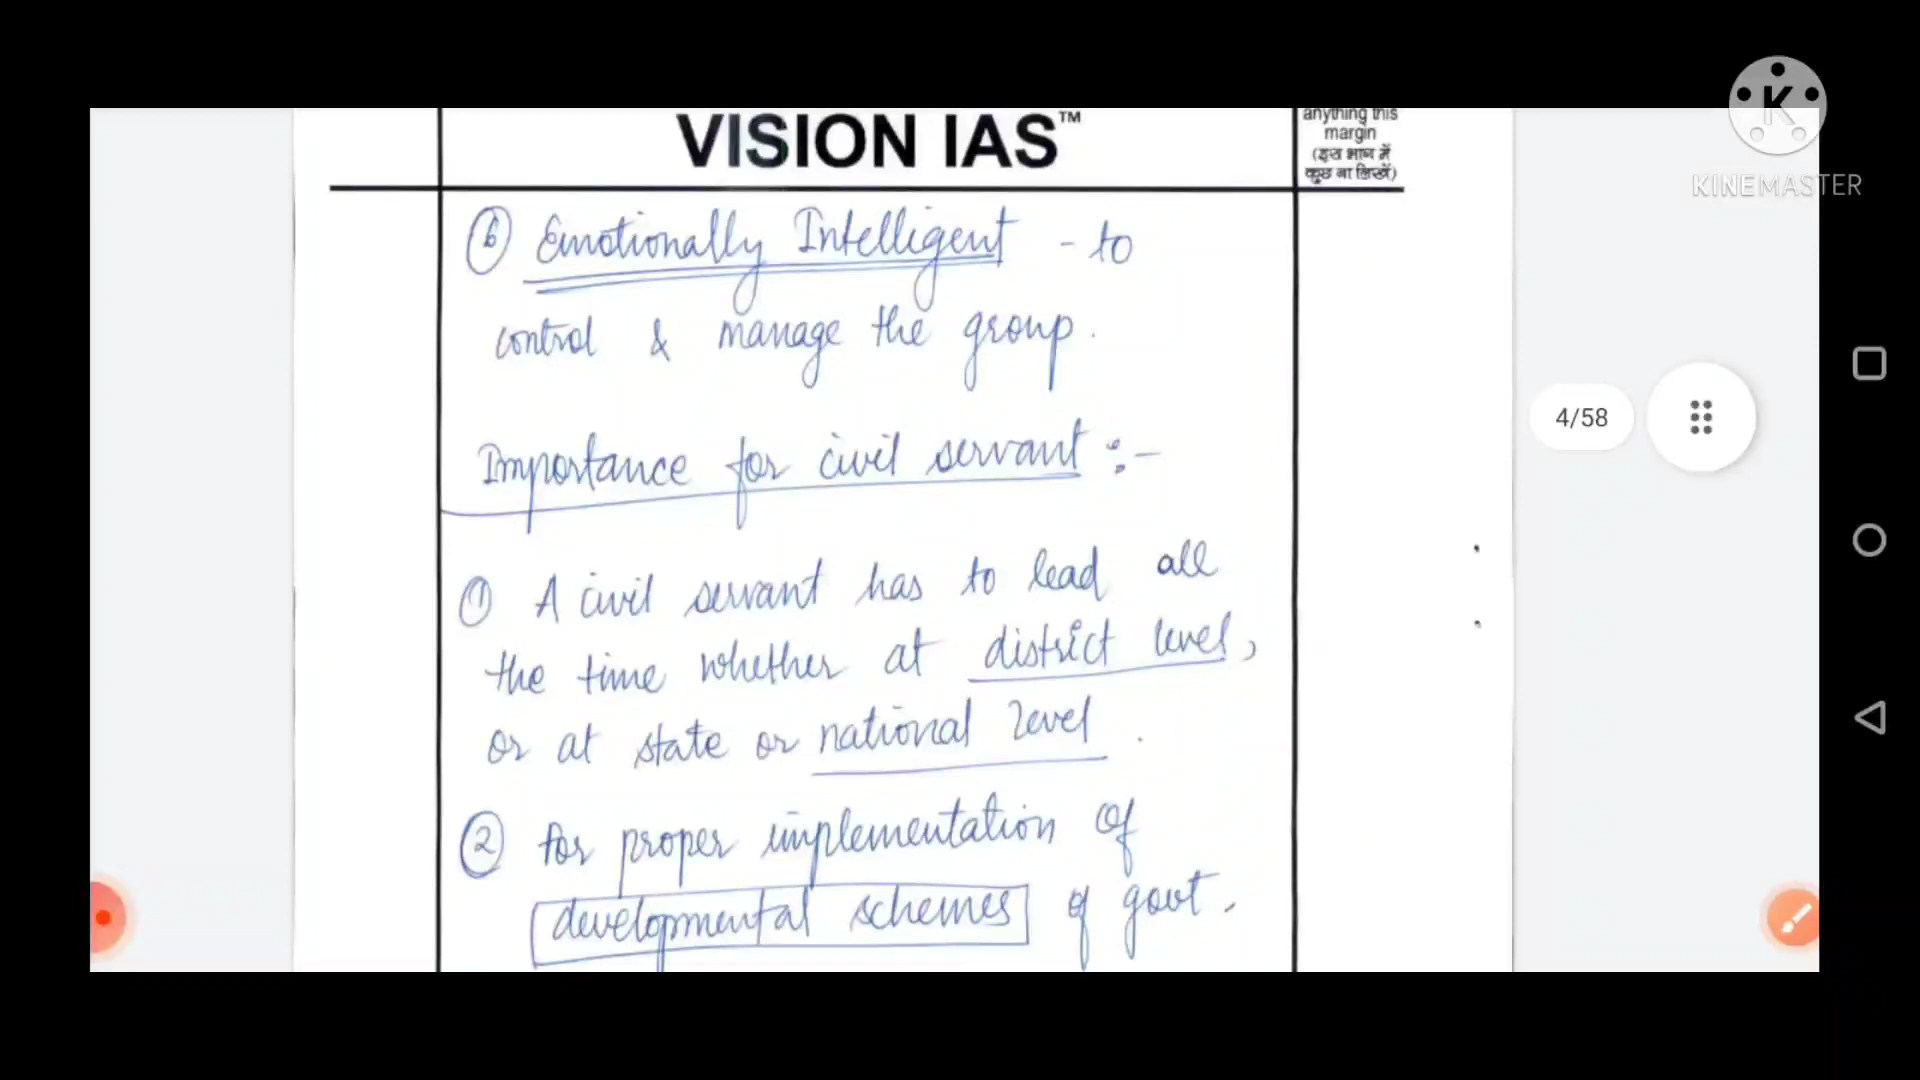 VISION IAS™
anything this
margin
(इस भाग में
कुछ ना लिखें)
KINEMASTER
⑥ Emotionally Intelligent - to
control & manage the group.
Importance for civil servant :-
① A civil servant has to lead all
the time whether at district level,
or at state or national level.
② For proper implementation of
developmental schemes of govt.
4/58